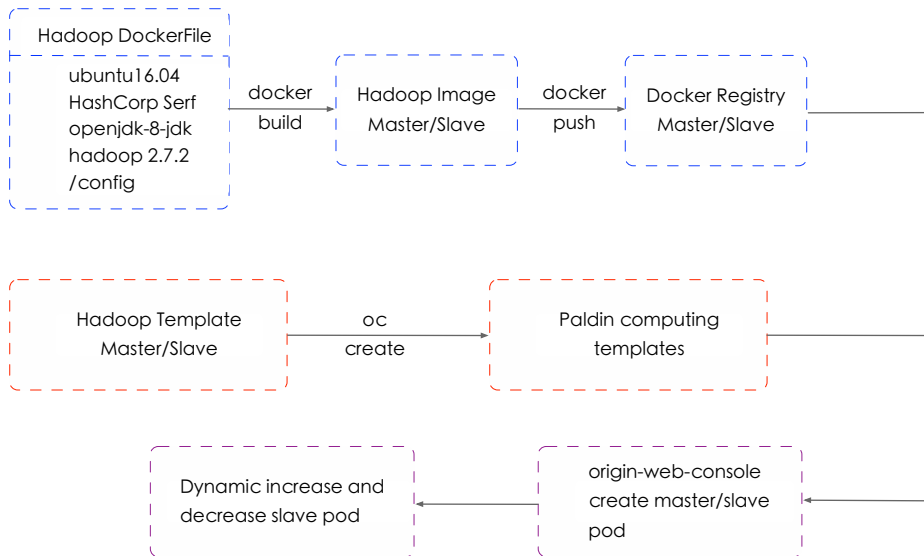 Hadoop DockerFile
ubuntu16.04
HashCorp Serf
openjdk-8-jdk
hadoop 2.7.2
/config
docker
build
Hadoop Image
Master/Slave
docker
push
Docker Registry
Master/Slave
Hadoop Template
Master/Slave
oc
create
Paldin computing
templates
Dynamic increase and
decrease slave pod
origin-web-console
create master/slave
pod